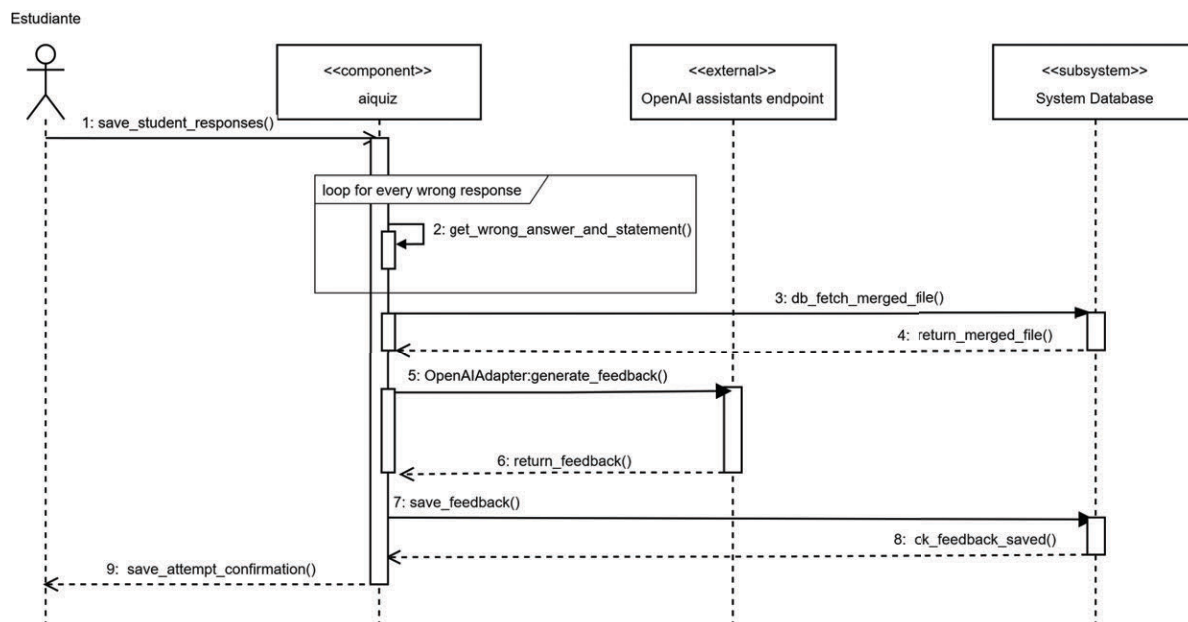 Estudiante
<<component>>
aiquiz
<<external>>
OpenAI assistants endpoint
<<subsystem>>
System Database
1: save_student_responses()
loop for every wrong response
2: get_wrong_answer_and_statement()
3: db_fetch_merged_file()
4: return_merged_file()
5: OpenAIAdapter:generate_feedback()
6: return_feedback()
7: save_feedback()
8: ck_feedback_saved()
9: save_attempt_confirmation()